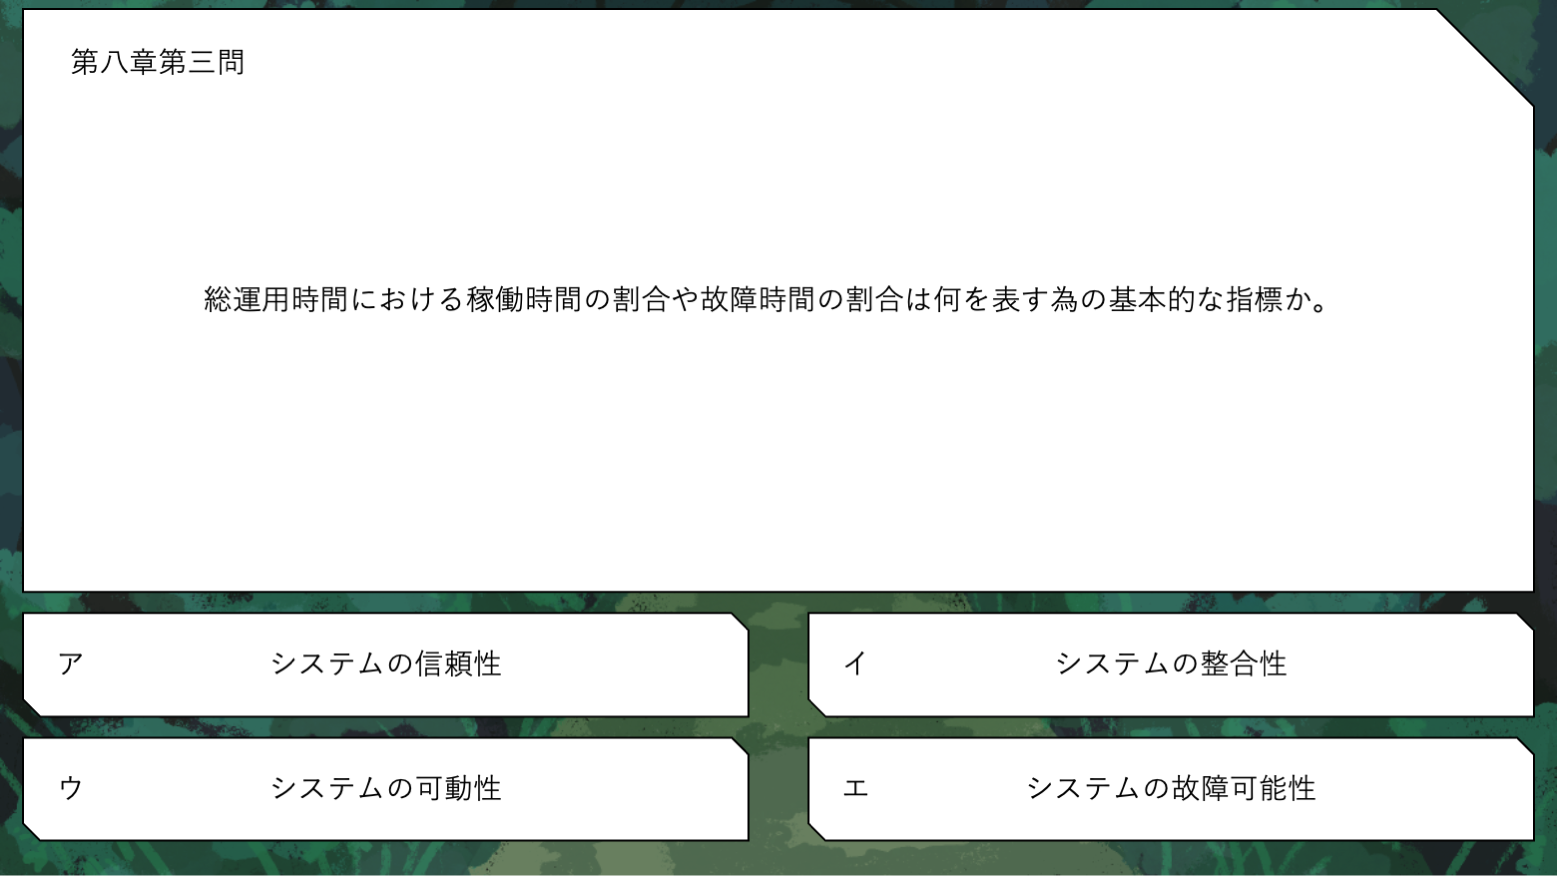 第八章第三問
総運用時間における稼働時間の割合や故障時間の割合は何を表す為の基本的な指標か。
ア システムの信頼性
イ システムの整合性
ウ システムの可動性
エ システムの故障可能性